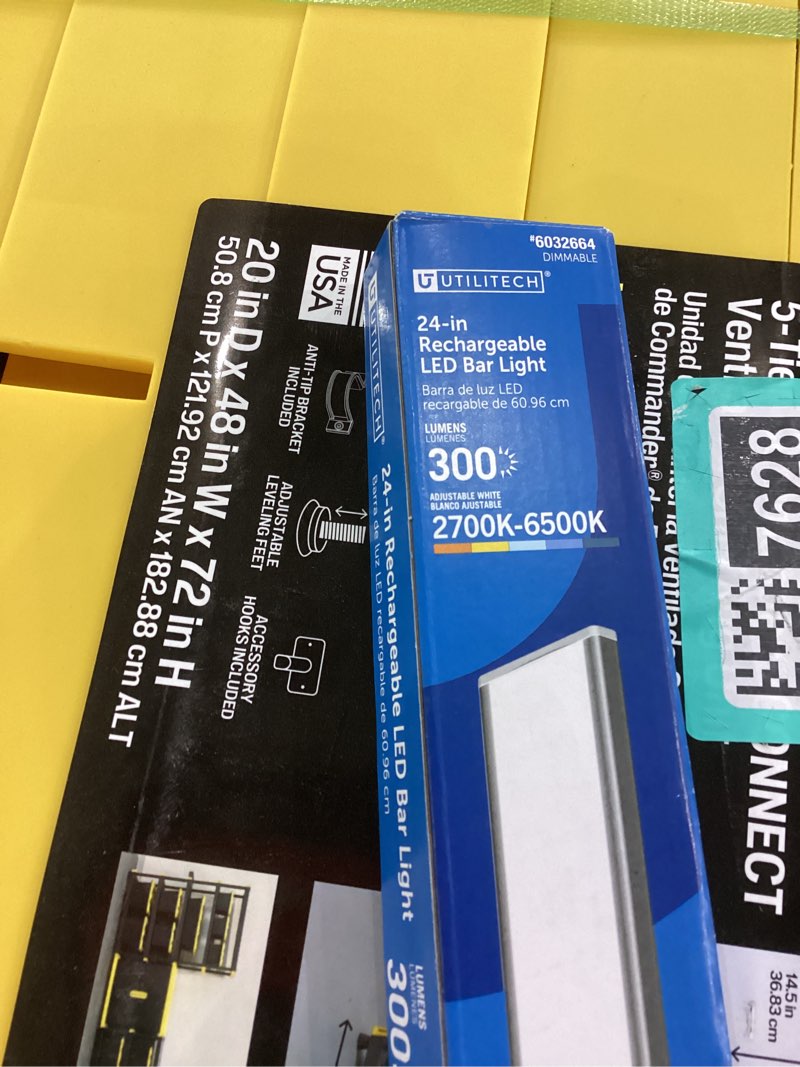 #6032664
DIMMABLE
UTILITECH®
24-in
Rechargeable
LED Bar Light
Barra de luz LED
recargable de 60.96 cm
LUMENS
LÚMENES
300
ADJUSTABLE WHITE
BLANCO AJUSTABLE
2700K-6500K
UTILITECH®
24-in Rechargeable LED Bar Light
Barra de luz LED recargable de 60.96 cm
LUMENS
LÚMENES
300
MADE IN THE
USA
20 in D x 48 in W x 72 in H
50.8 cm P x 121.92 cm AN x 182.88 cm ALT
ANTI-TIP BRACKET
INCLUDED
ADJUSTABLE
LEVELING FEET
ACCESSORY
HOOKS INCLUDED
5-Tie
Vent
Unidad
de Commander®
8292
ONNECT
14.5 in
36.83 cm